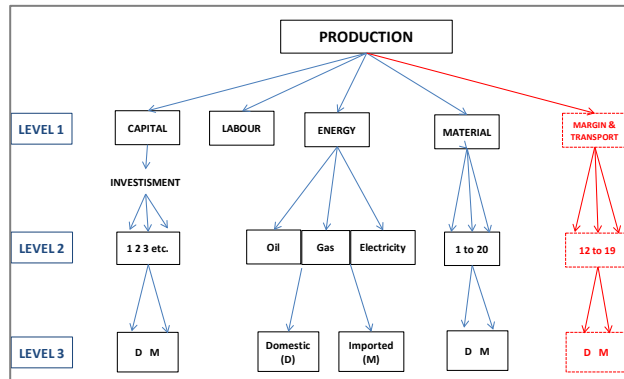 PRODUCTION
LEVEL 1
CAPITAL
LABOUR
ENERGY
MATERIAL
MARGIN &
TRANSPORT
INVESTISMENT
LEVEL 2
1 2 3 etc.
Oil
Gas
Electricity
1 to 20
12 to 19
LEVEL 3
D M
Domestic
(D)
Imported
(M)
D M
D M